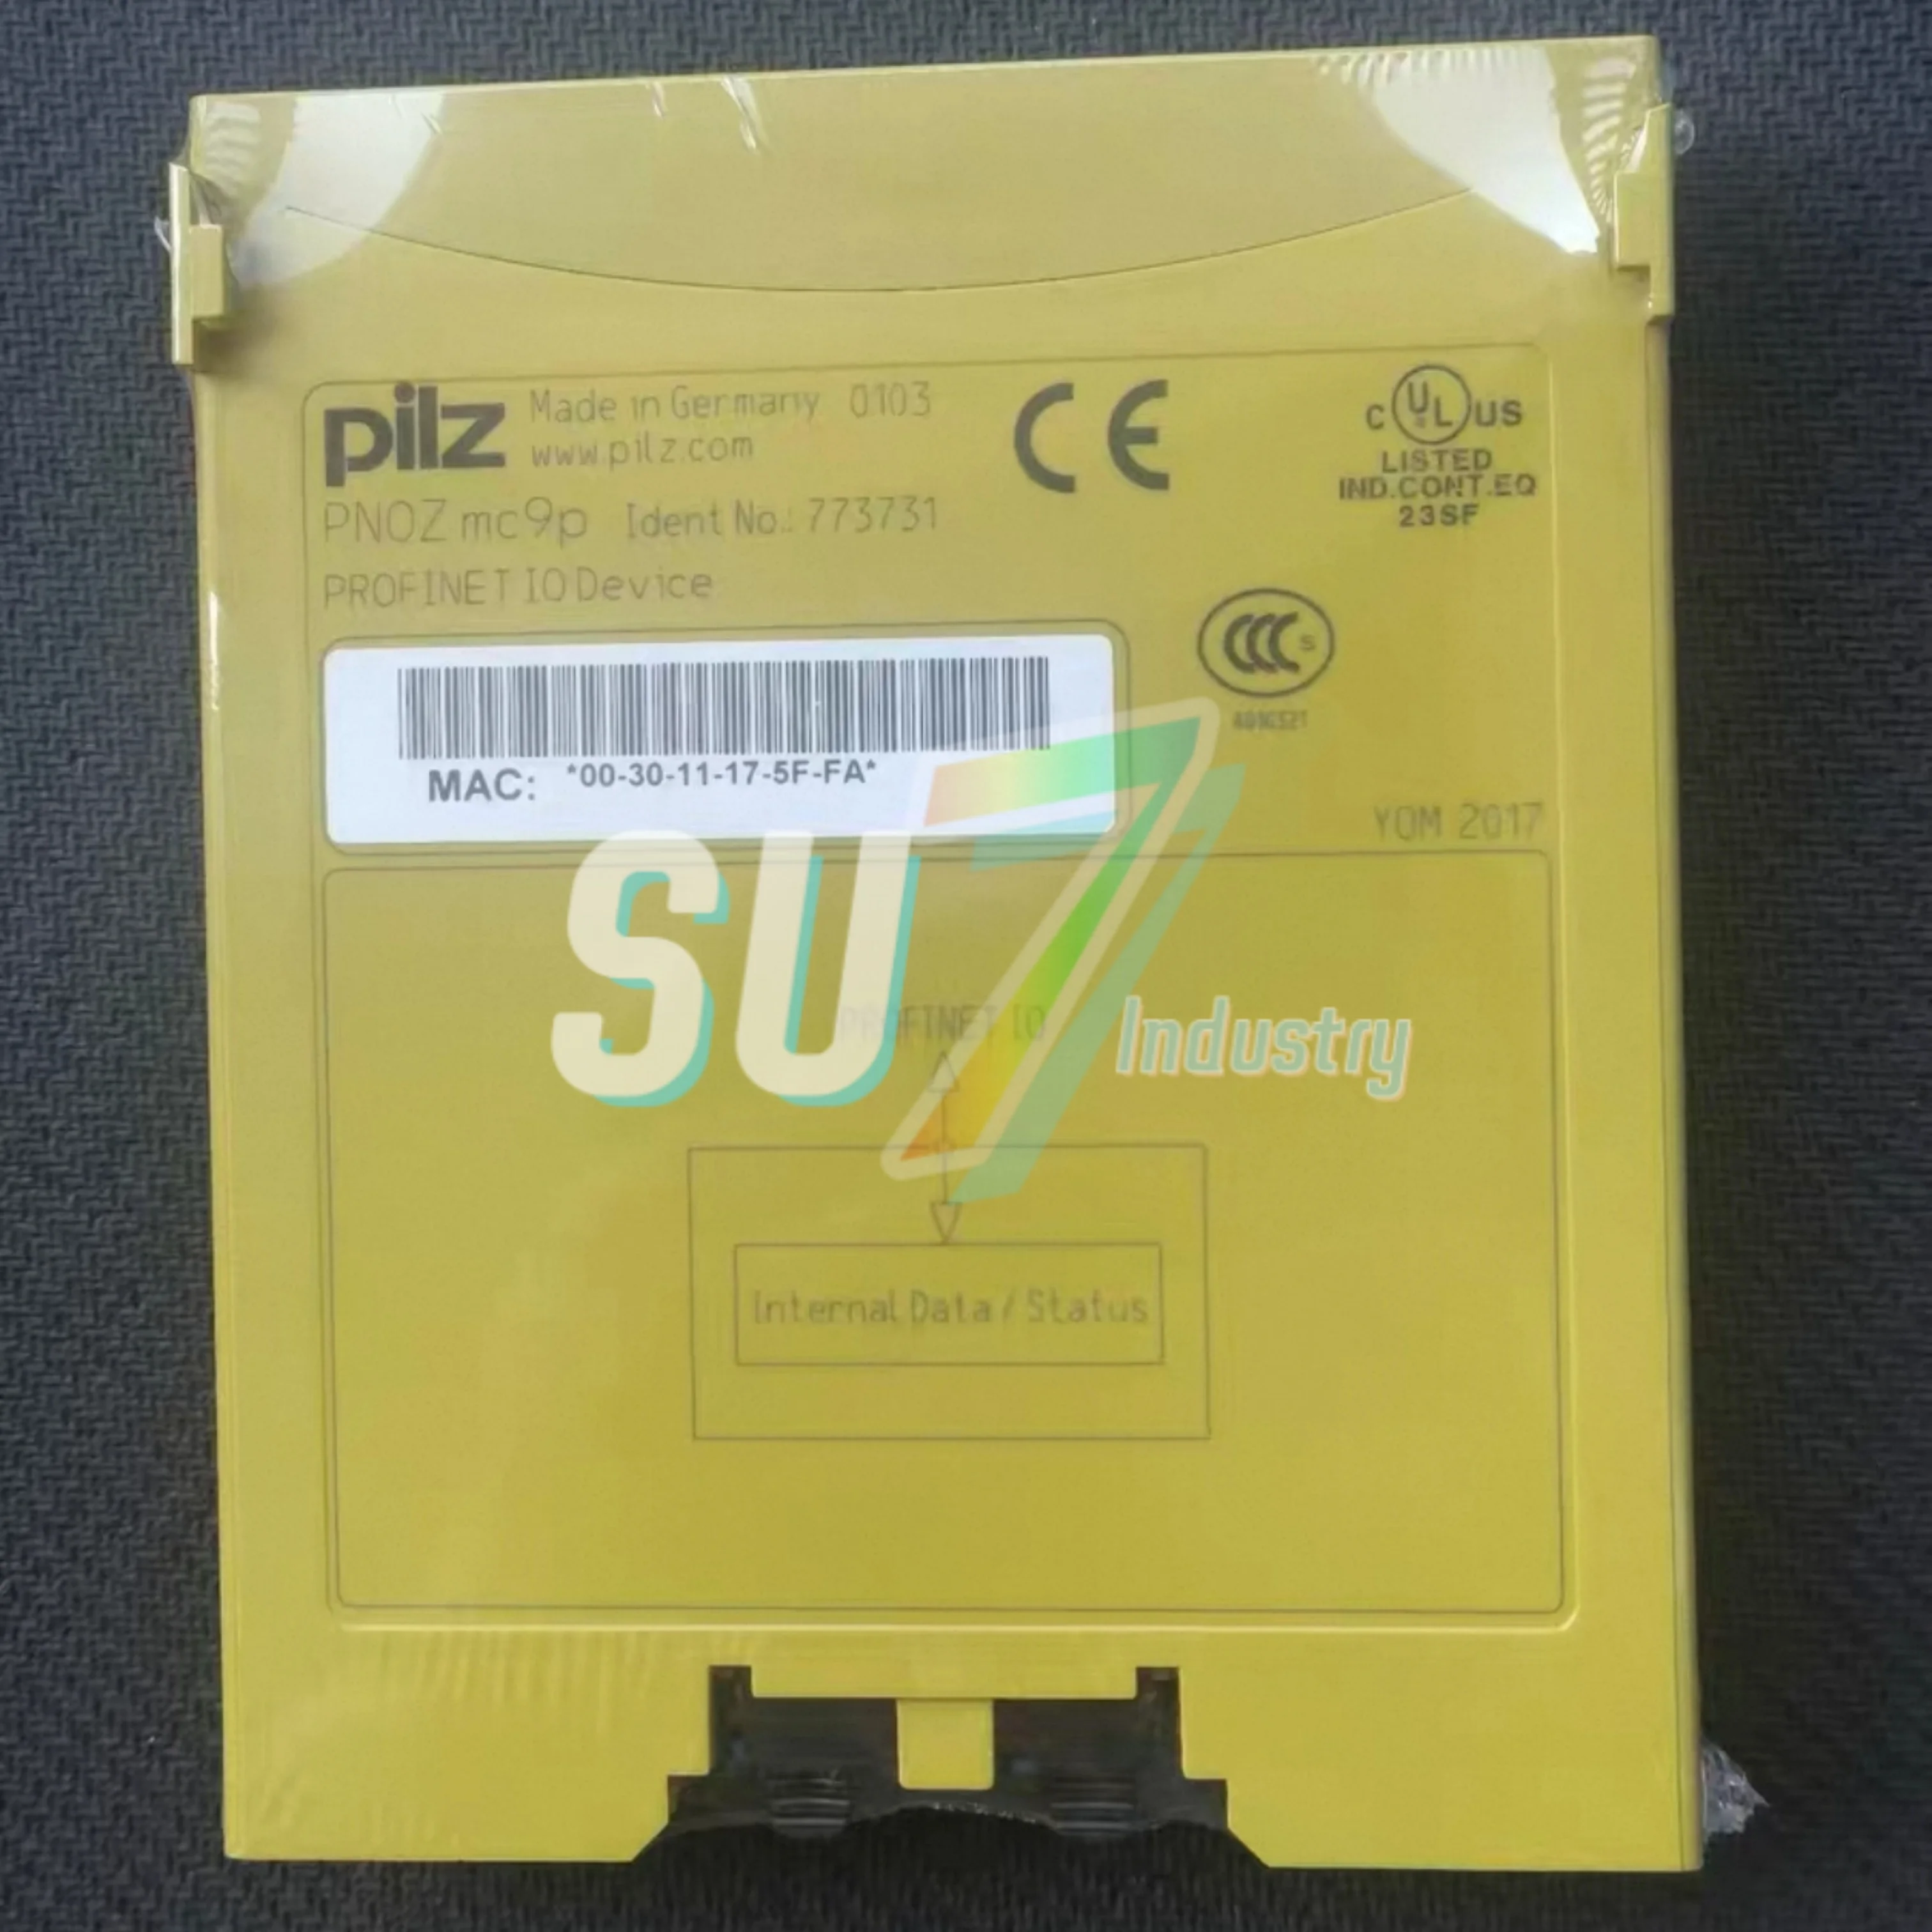 pilz Made in Germany 0103
www.pilz.com
CE
C UL US
LISTED
IND.CONT.EQ
23SF
PNOZ mc9p Ident No.: 773731
PROFINET IO Device
CCC S
MAC: *00-30-11-17-5F-FA*
YOM 2017
SU7 Industry
PROFINET IO
Internal Data / Status